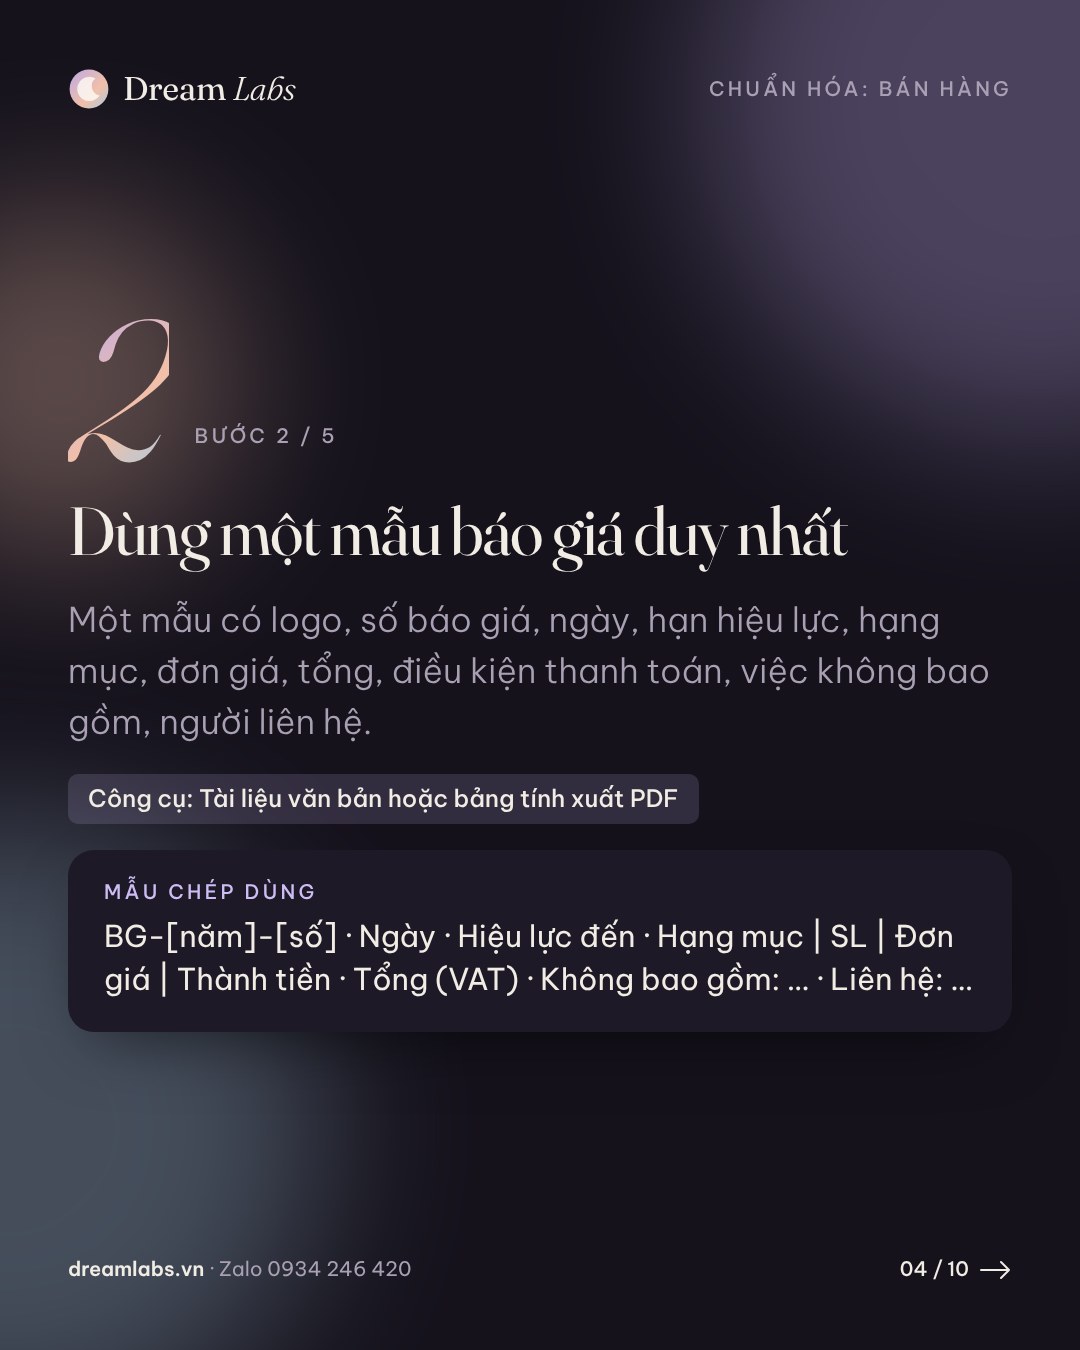 Dream Labs
CHUẨN HÓA: BÁN HÀNG
2
BƯỚC 2 / 5
Dùng một mẫu báo giá duy nhất
Một mẫu có logo, số báo giá, ngày, hạn hiệu lực, hạng
mục, đơn giá, tổng, điều kiện thanh toán, việc không bao
gồm, người liên hệ.
Công cụ: Tài liệu văn bản hoặc bảng tính xuất PDF
MẪU CHÉP DÙNG
BG-[năm]-[số] · Ngày · Hiệu lực đến · Hạng mục | SL | Đơn
giá | Thành tiền · Tổng (VAT) · Không bao gồm: ... · Liên hệ: ...
dreamlabs.vn · Zalo 0934 246 420
04 / 10 →